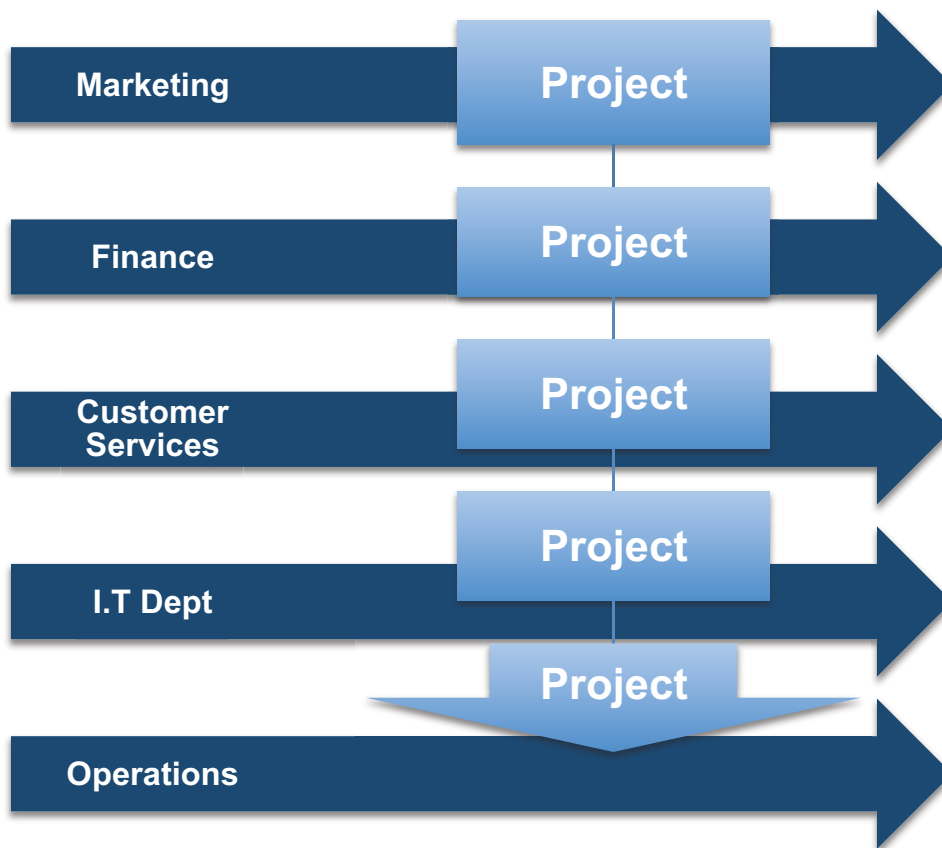 Marketing
Project
Finance
Project
Customer
Services
Project
I.T Dept
Project
Project
Operations